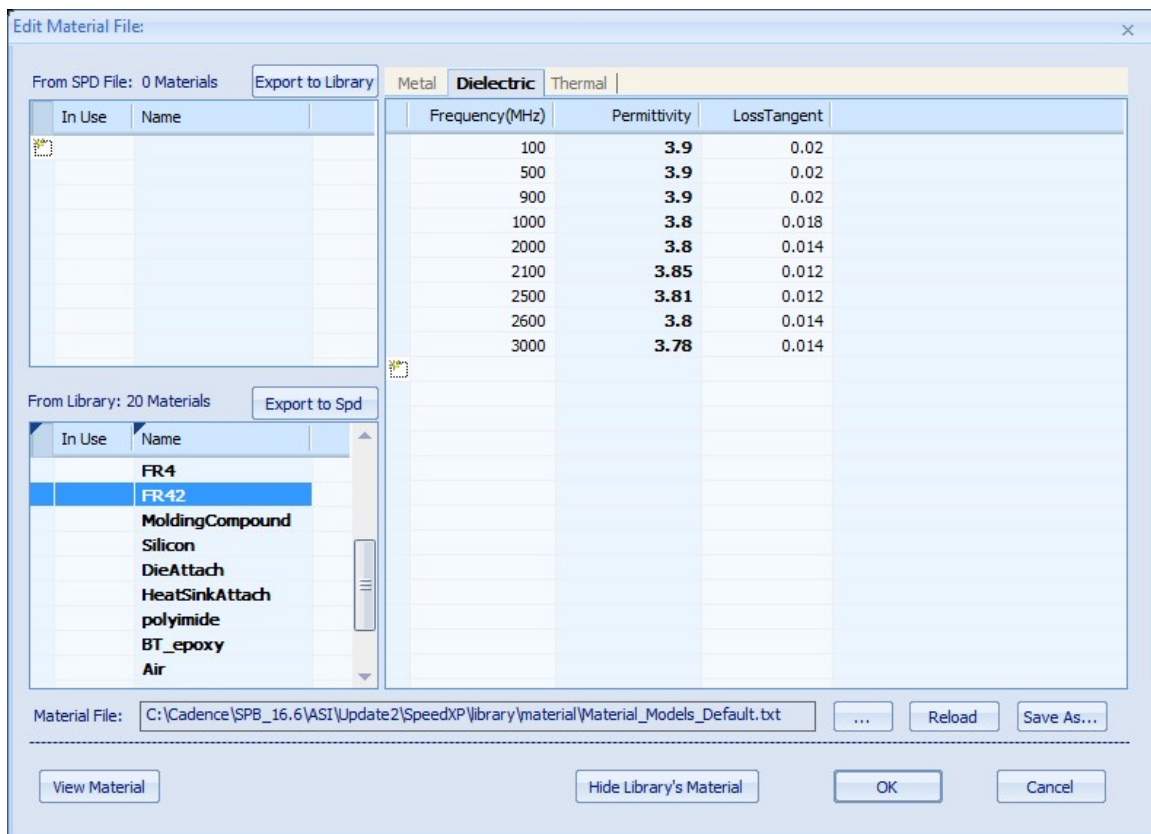 Edit Material File:
From SPD File: 0 Materials
Export to Library
In Use Name
Metal Dielectric Thermal
Frequency(MHz) Permittivity LossTangent
100 3.9 0.02
500 3.9 0.02
900 3.9 0.02
1000 3.8 0.018
2000 3.8 0.014
2100 3.85 0.012
2500 3.81 0.012
2600 3.8 0.014
3000 3.78 0.014
From Library: 20 Materials
Export to Spd
In Use Name
FR4
FR42
MoldingCompound
Silicon
DieAttach
HeatSinkAttach
polyimide
BT_epoxy
Air
Material File: C:\Cadence\SPB_16.6\ASI\Update2\SpeedXP\library\material\Material_Models_Default.txt ... Reload Save As...
View Material Hide Library's Material OK Cancel